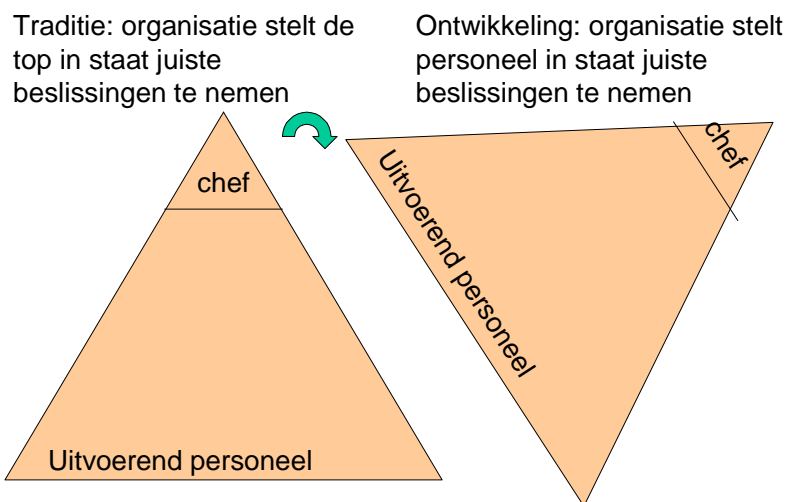 Traditie: organisatie stelt de
top in staat juiste
beslissingen te nemen
Ontwikkeling: organisatie stelt
personeel in staat juiste
beslissingen te nemen
chef
Uitvoerend personeel
chef
Uitvoerend personeel